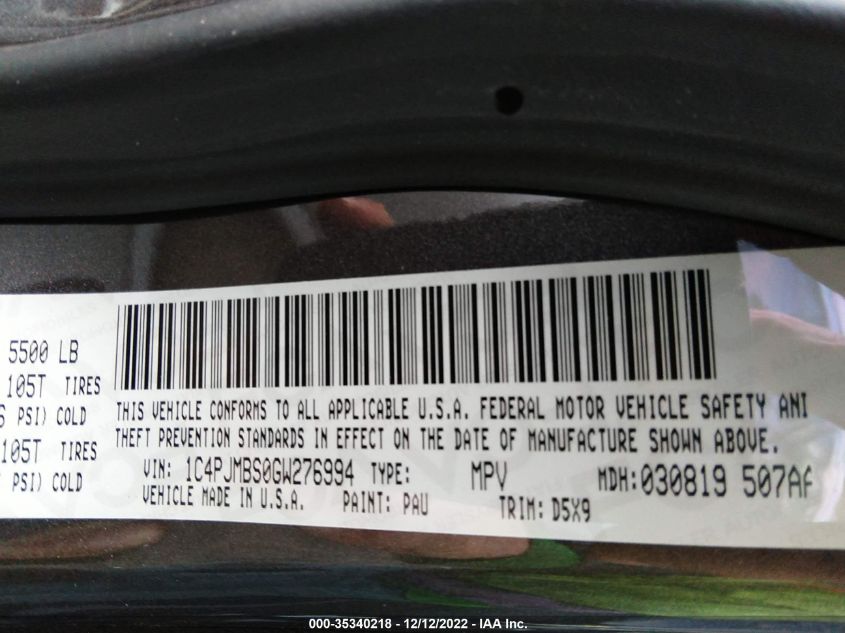 5500 LB
105T TIRES
PSI) COLD
105T TIRES
PSI) COLD
THIS VEHICLE CONFORMS TO ALL APPLICABLE U.S.A. FEDERAL MOTOR VEHICLE SAFETY AND
THEFT PREVENTION STANDARDS IN EFFECT ON THE DATE OF MANUFACTURE SHOWN ABOVE.
VIN: 1C4PJMBS0GW276994 TYPE: MPV MDH: 030819 507AA
VEHICLE MADE IN U.S.A. PAINT: PAU TRIM: D5X9
000-35340218 - 12/12/2022 - IAA Inc.